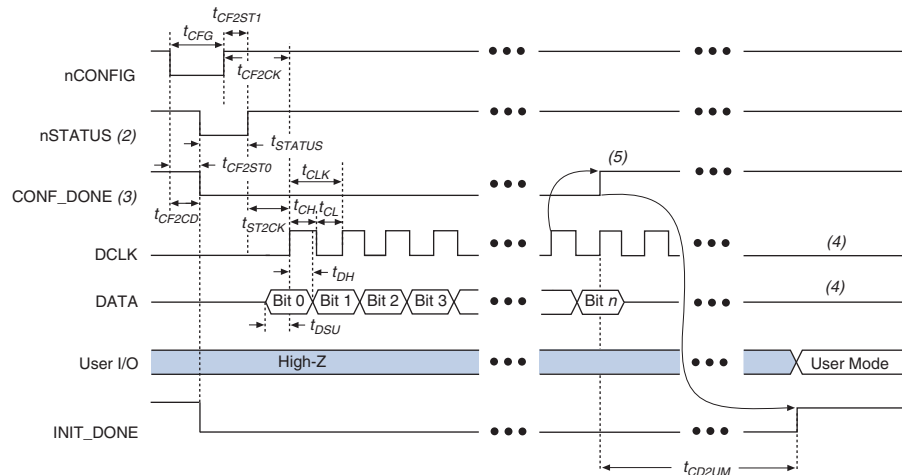 tCF2ST1
tCFG
nCONFIG
tCF2CK
nSTATUS (2)
tSTATUS
tCF2ST0
tCLK
(5)
CONF_DONE (3)
tCF2CD
tCH tCL
tST2CK
DCLK
(4)
tDH
DATA
Bit 0 Bit 1 Bit 2 Bit 3
Bit n
(4)
tDSU
User I/O
High-Z
User Mode
INIT_DONE
tCD2UM